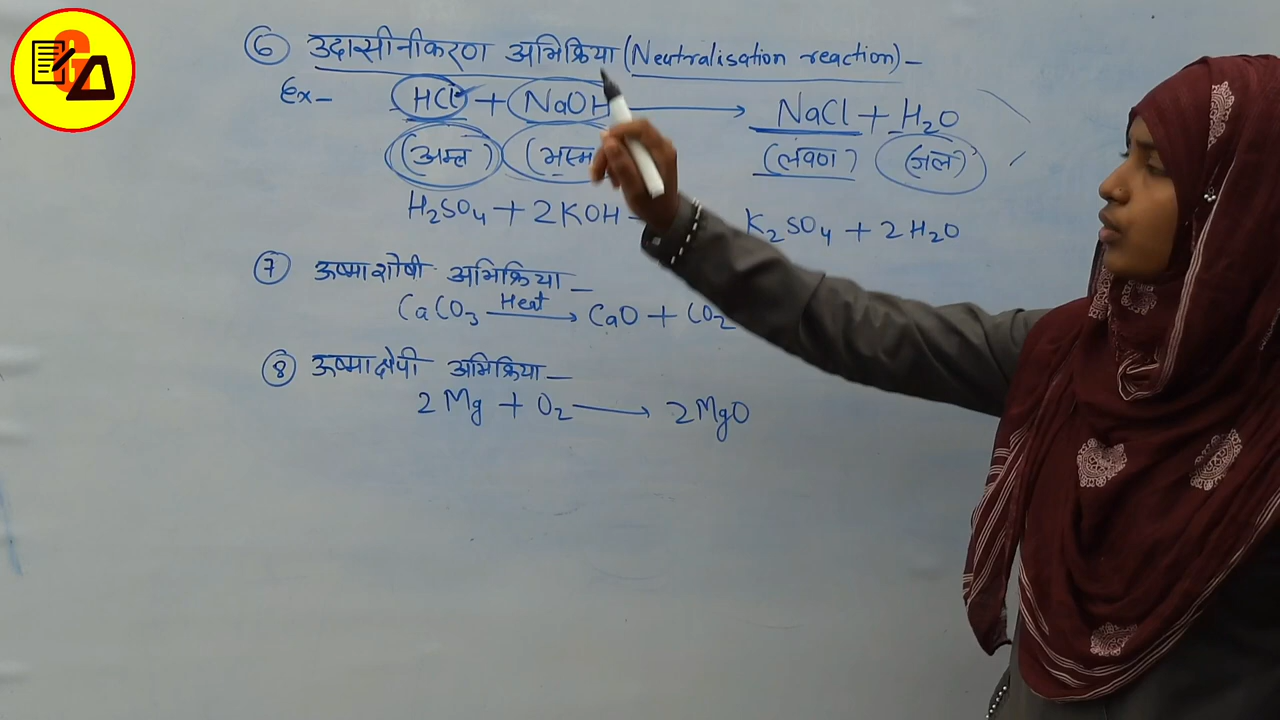 ⑥ उदासीनीकरण अभिक्रिया (Neutralisation reaction) –
Ex– HCl + NaOH ⟶ NaCl + H₂O
(अम्ल) (भस्म (लवण) (जल)
H₂SO₄ + 2KOH – K₂SO₄ + 2H₂O
⑦ ऊष्माशोषी अभिक्रिया –
CaCO₃ —Heat→ CaO + CO₂
⑧ ऊष्माक्षेपी अभिक्रिया –
2Mg + O₂ ⟶ 2MgO